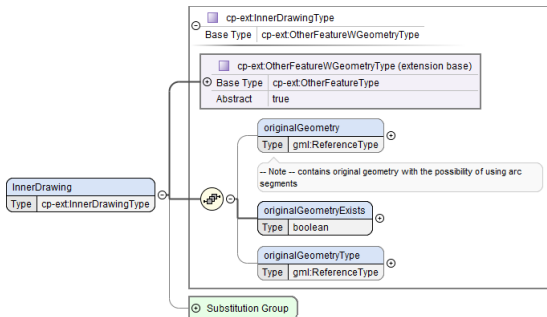 cp-ext:InnerDrawingType
Base Type cp-ext:OtherFeatureWGeometryType
cp-ext:OtherFeatureWGeometryType (extension base)
Base Type cp-ext:OtherFeatureType
Abstract true
originalGeometry
Type gml:ReferenceType
-- Note -- contains original geometry with the possibility of using arc
segments
InnerDrawing
Type cp-ext:InnerDrawingType
originalGeometryExists
Type boolean
originalGeometryType
Type gml:ReferenceType
Substitution Group